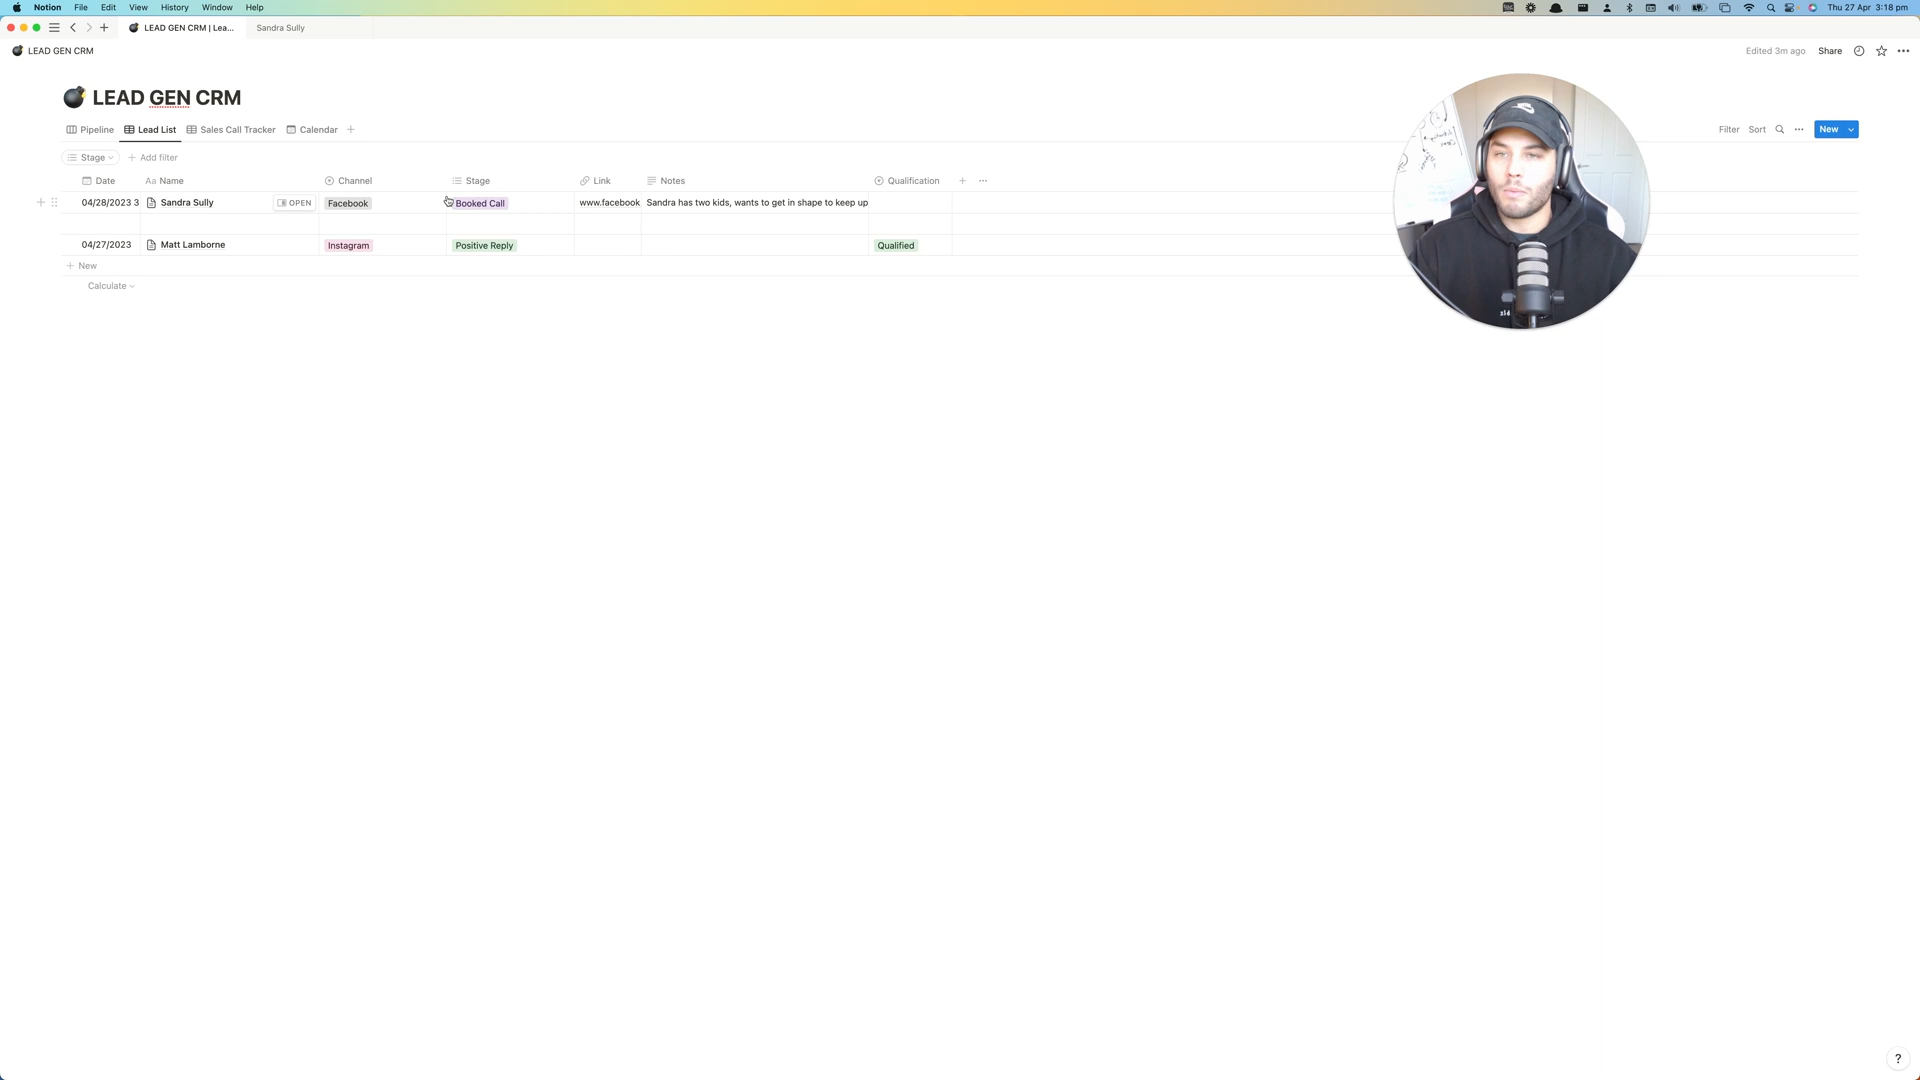 Notion File Edit View History Window Help Thu 27 Apr 3:18 pm
LEAD GEN CRM | Lea... Sandra Sully
LEAD GEN CRM Edited 3m ago Share
LEAD GEN CRM
Pipeline Lead List Sales Call Tracker Calendar Filter Sort New
Stage Add filter
Date Aa Name Channel Stage Link Notes Qualification
04/28/2023 3 Sandra Sully OPEN Facebook Booked Call www.facebook Sandra has two kids, wants to get in shape to keep up
04/27/2023 Matt Lamborne Instagram Positive Reply Qualified
+ New
Calculate
?